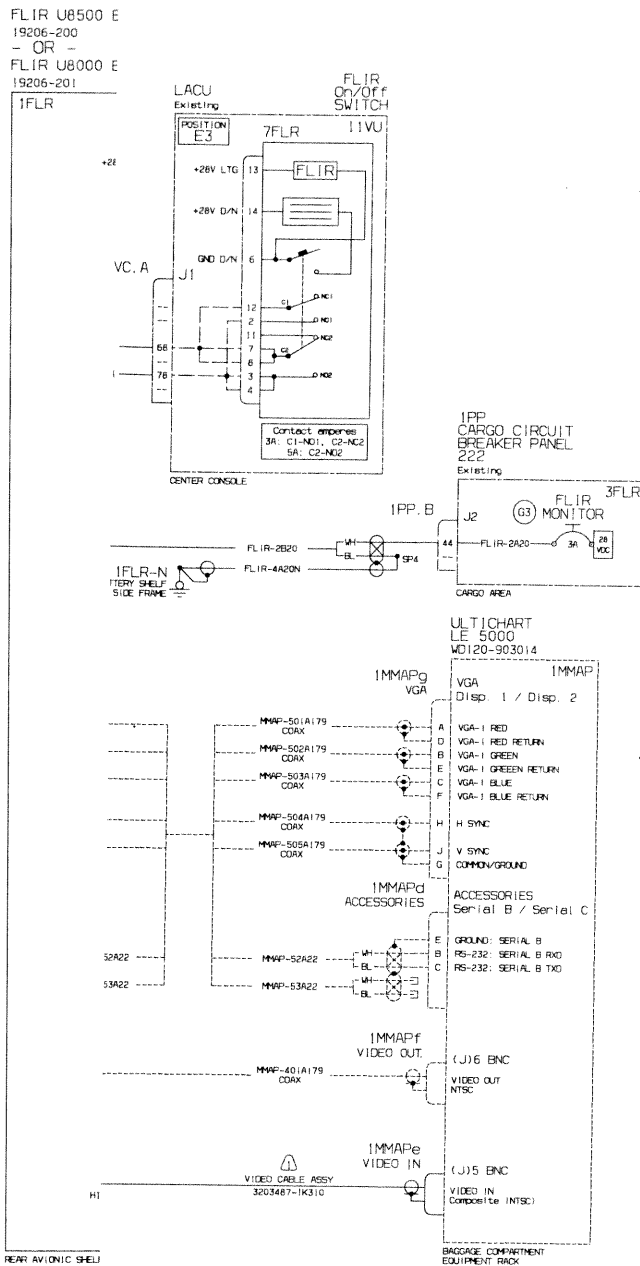 FLIR U8500 E
19206-200
- OR -
FLIR U8000 E
19206-201
1FLR
LACU
Existing
FLIR
On/Off
SWITCH
11VU
POSITION
E3
7FLR
+28
+28V LTG 13
FLIR
+28V D/N 14
GND D/N 6
VC.A J1
12 C1 NC1
2 NO1
11 NC2
68 7 C2
8
78 3 NO2
4
Contact amperes
3A: C1-NO1, C2-NC2
5A: C2-NO2
CENTER CONSOLE
1PP
CARGO CIRCUIT
BREAKER PANEL
222
Existing
3FLR
1PP.B J2
G3 FLIR
MONITOR
WH
FLIR-2B20 44 FLIR-2A20 3A 28
VDC
BL
SP4
FLIR-4A20N
1FLR-N
TTERY SHELF
SIDE FRAME
CARGO AREA
ULTICHART
LE 5000
WD120-903014
1MMAPg
VGA
1MMAP
VGA
Disp. 1 / Disp. 2
MMAP-501A179
COAX
A VGA-1 RED
D VGA-1 RED RETURN
MMAP-502A179
COAX
B VGA-1 GREEN
E VGA-1 GREEEN RETURN
MMAP-503A179
COAX
C VGA-1 BLUE
F VGA-1 BLUE RETURN
MMAP-504A179
COAX
H H SYNC
MMAP-505A179
COAX
J V SYNC
G COMMON/GROUND
1MMAPd
ACCESSORIES
ACCESSORIES
Serial B / Serial C
E GROUND: SERIAL B
52A22 MMAP-52A22 WH B RS-232: SERIAL B RXD
BL C RS-232: SERIAL B TXD
53A22 MMAP-53A22 WH
BL
1MMAPf
VIDEO OUT
(J)6 BNC
MMAP-401A179
COAX
VIDEO OUT
NTSC
1MMAPe
VIDEO IN
(J)5 BNC
1
VIDEO CABLE ASSY
3203487-1K310
HI
VIDEO IN
Composite (NTSC)
REAR AVIONIC SHEL
BAGGAGE COMPARTMENT
EQUIPMENT RACK